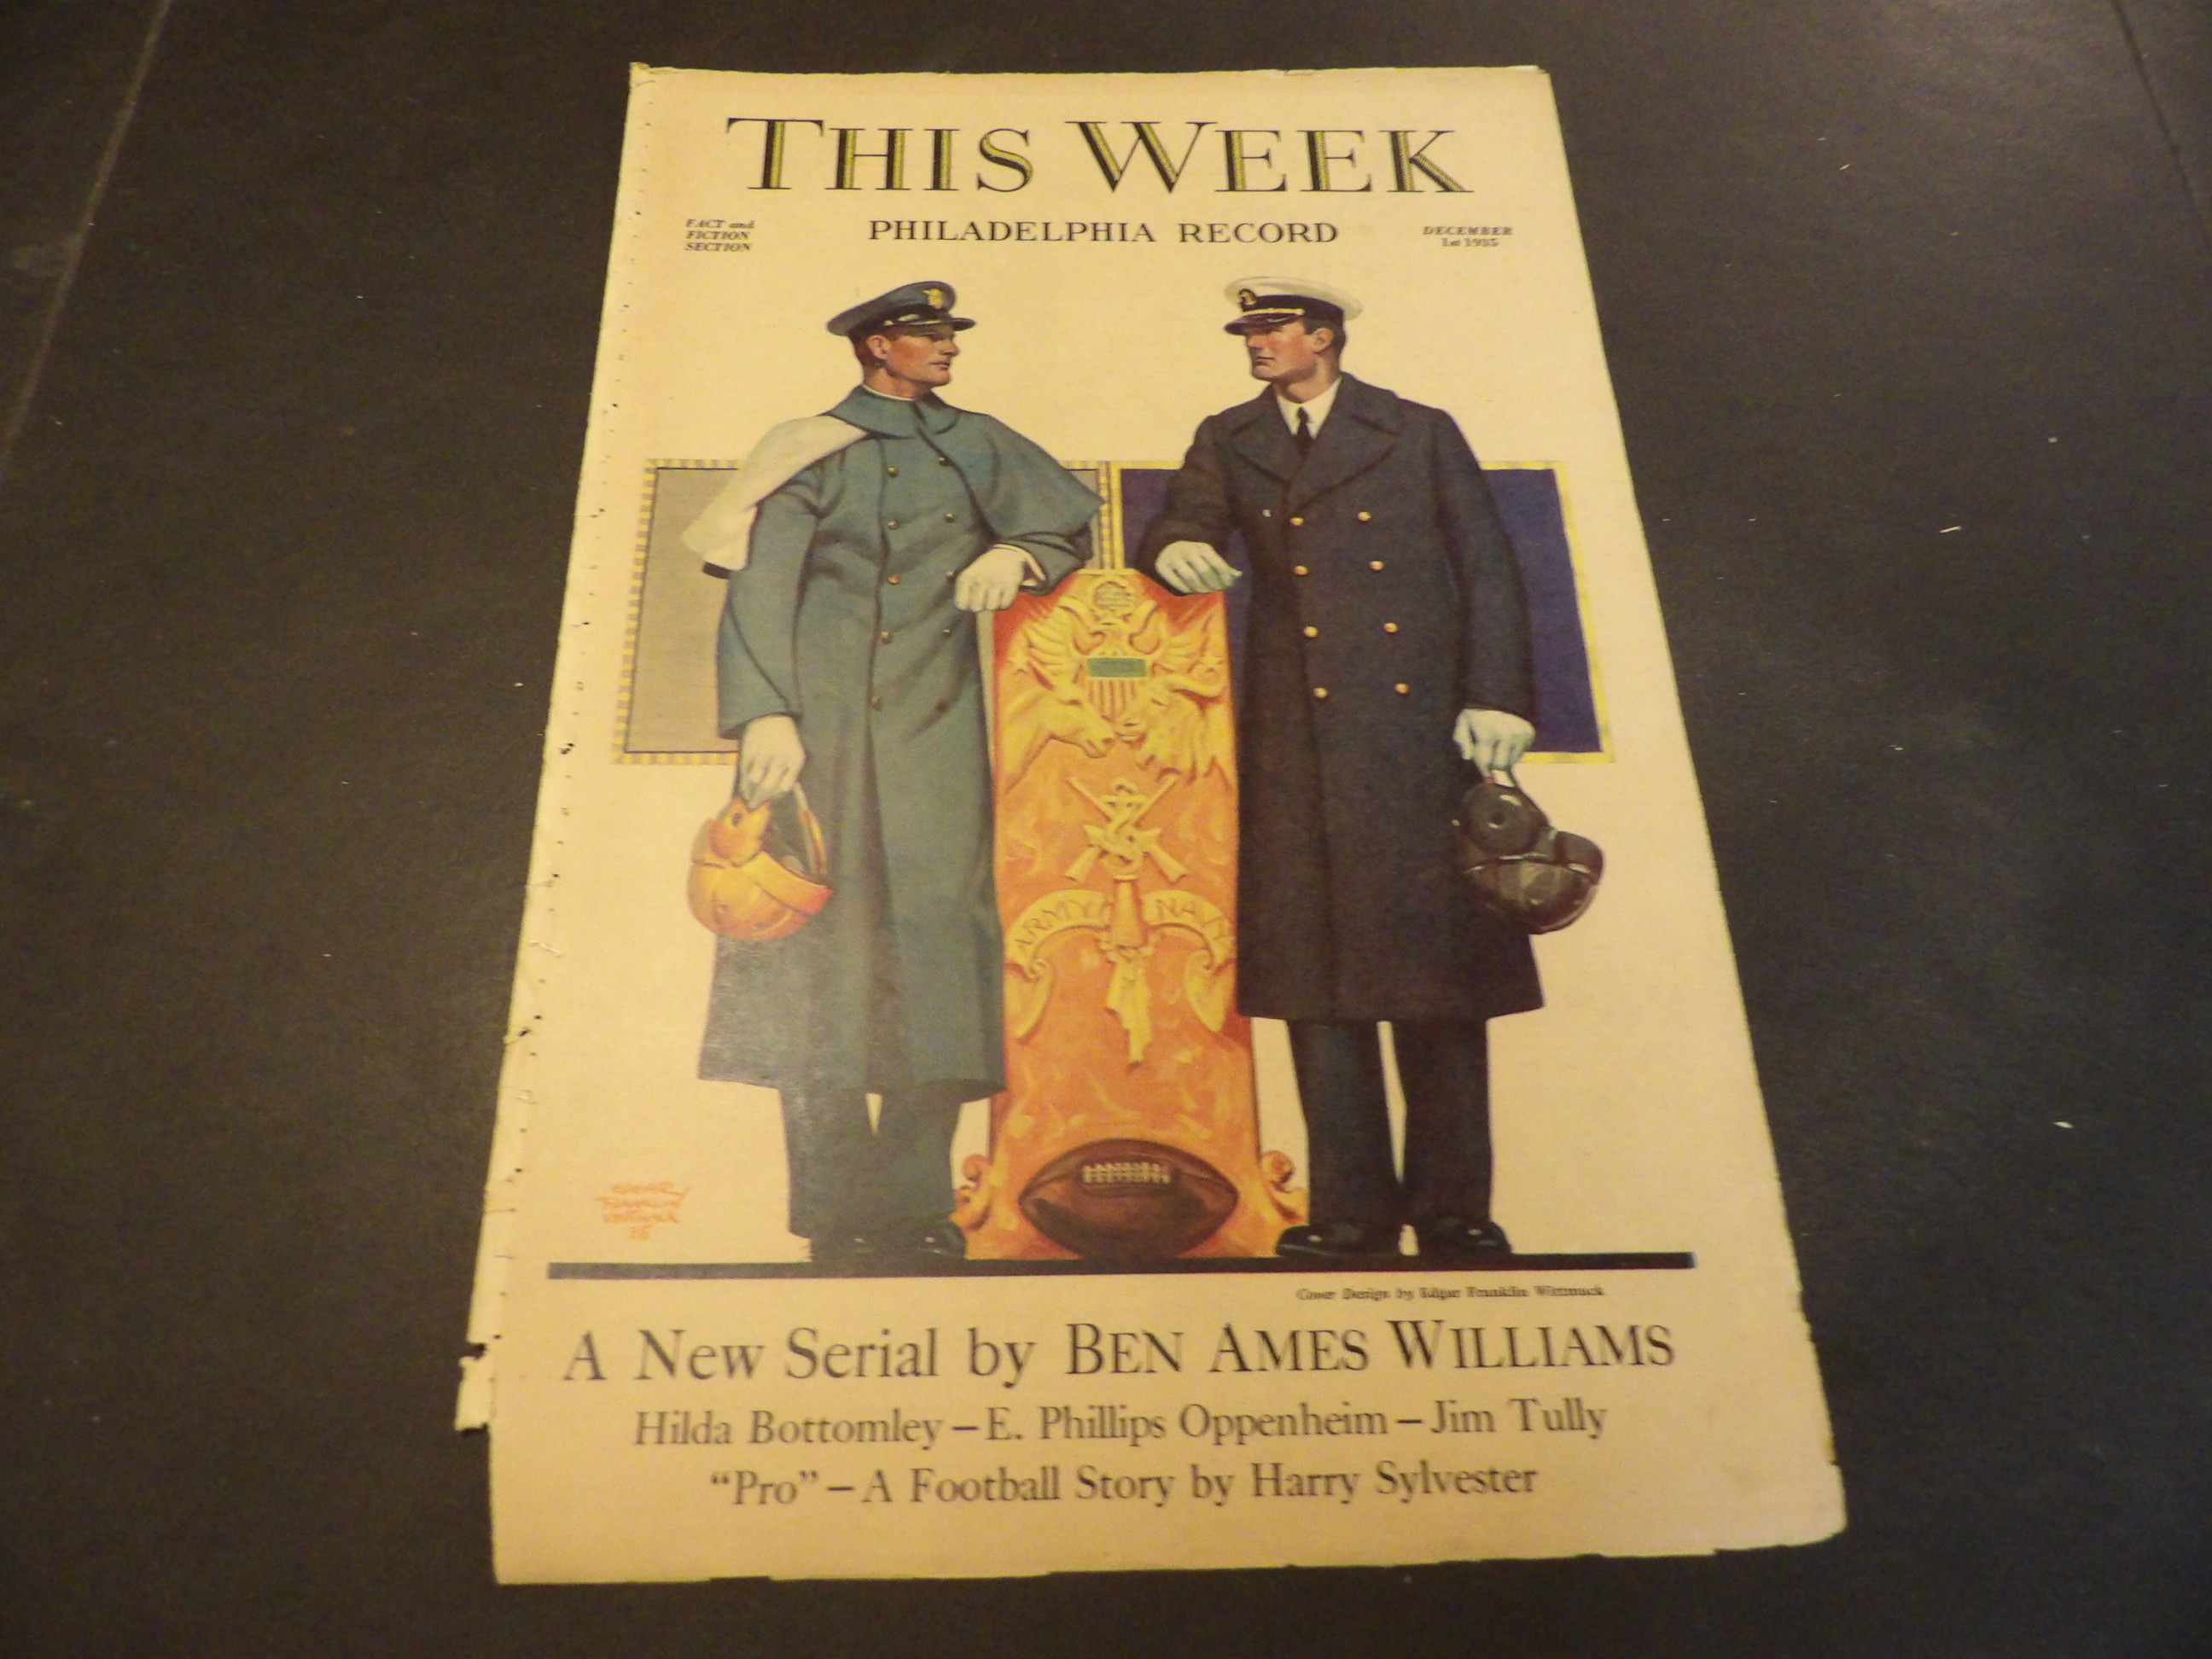 THIS WEEK
FACT and
FICTION
SECTION
PHILADELPHIA RECORD
DECEMBER
1st 1935
ARMY NAVY
Cover Design by Edgar Franklin Wittmack
A New Serial by BEN AMES WILLIAMS
Hilda Bottomley – E. Phillips Oppenheim – Jim Tully
“Pro” – A Football Story by Harry Sylvester